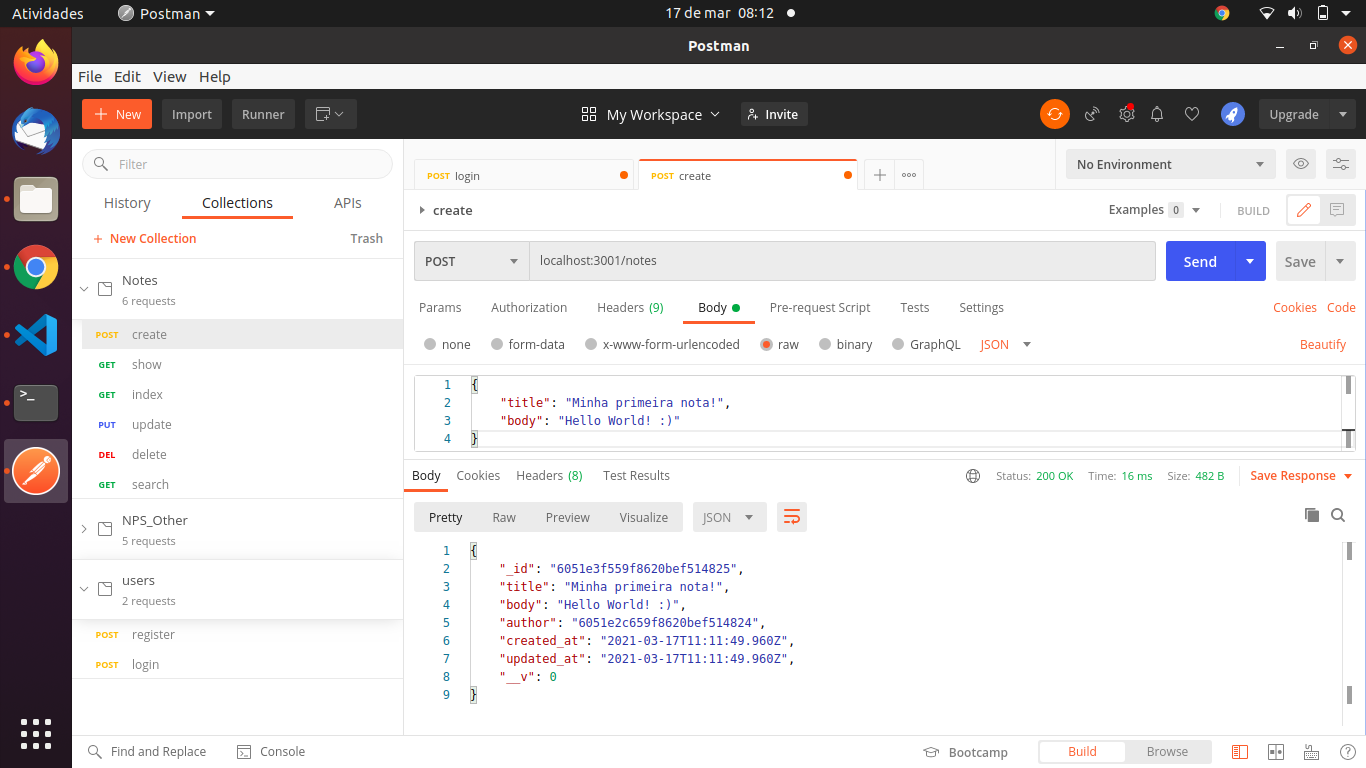 Atividades Postman 17 de mar 08:12
Postman
File Edit View Help
New Import Runner My Workspace Invite Upgrade
Filter
History Collections APIs
New Collection Trash
Notes
6 requests
POST create
GET show
GET index
PUT update
DEL delete
GET search
NPS_Other
5 requests
users
2 requests
POST register
POST login
POST login POST create No Environment
create Examples 0 BUILD
POST localhost:3001/notes Send Save
Params Authorization Headers (9) Body Pre-request Script Tests Settings Cookies Code
none form-data x-www-form-urlencoded raw binary GraphQL JSON Beautify
1 {
2 "title": "Minha primeira nota!",
3 "body": "Hello World! :)"
4 }
Body Cookies Headers (8) Test Results Status: 200 OK Time: 16 ms Size: 482 B Save Response
Pretty Raw Preview Visualize JSON
1 {
2 "_id": "6051e3f559f8620bef514825",
3 "title": "Minha primeira nota!",
4 "body": "Hello World! :)",
5 "author": "6051e2c659f8620bef514824",
6 "created_at": "2021-03-17T11:11:49.960Z",
7 "updated_at": "2021-03-17T11:11:49.960Z",
8 "__v": 0
9 }
Find and Replace Console Bootcamp Build Browse